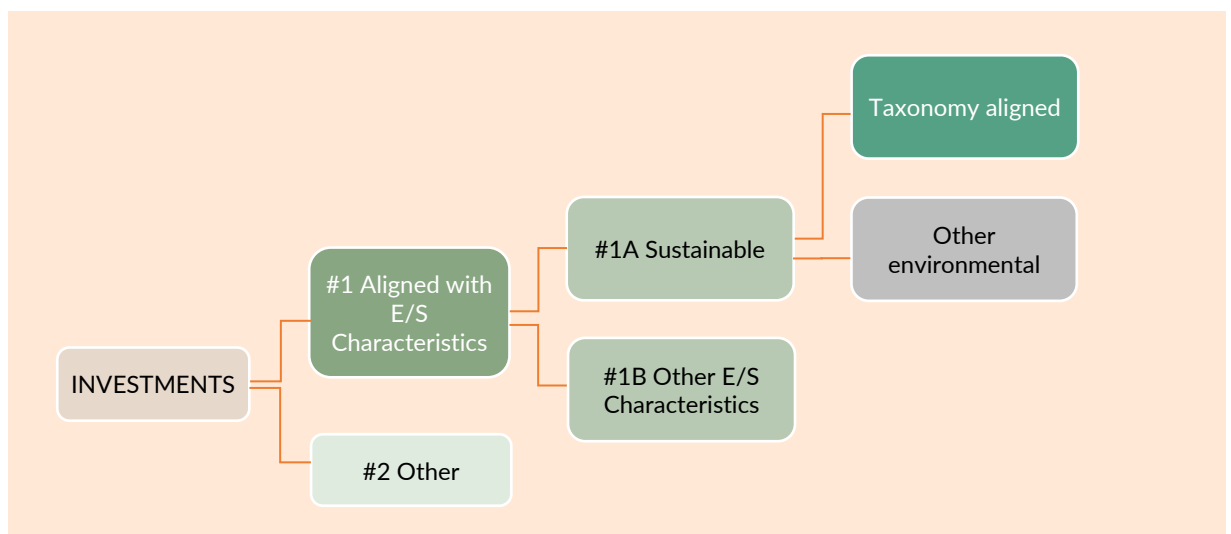 Taxonomy aligned
Other
environmental
#1A Sustainable
#1 Aligned with
E/S
Characteristics
#1B Other E/S
Characteristics
INVESTMENTS
#2 Other